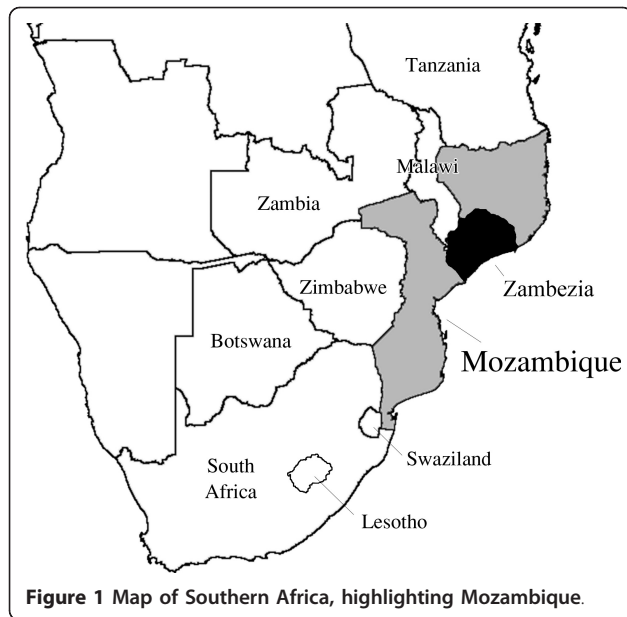 Tanzania
Malawi
Zambia
Zambezia
Zimbabwe
Botswana
Mozambique
Swaziland
South
Africa
Lesotho
Figure 1 Map of Southern Africa, highlighting Mozambique.